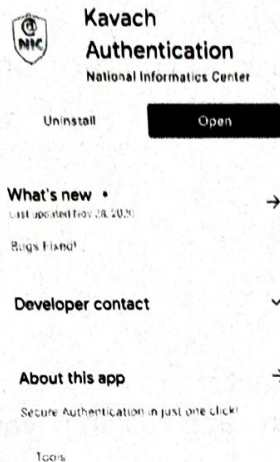 @
NIC
Kavach
Authentication
National Informatics Center
Uninstall
Open
What's new •
Last updated Nov 28, 2020
Bugs Fixed!
Developer contact
About this app
Secure Authentication in just one click!
Tools